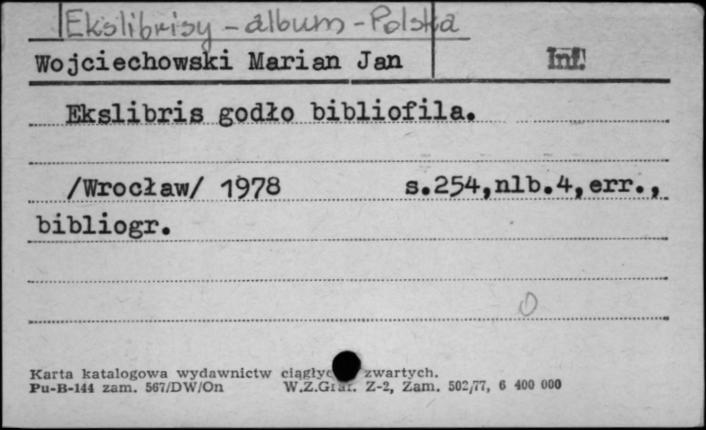 Ekslibrisy - album - Polska
Wojciechowski Marian Jan Inf.
Ekslibris godło bibliofila.
/Wrocław/ 1978 s.254,nlb.4,err.,
bibliogr.
0
Karta katalogowa wydawnictw zwartych.
Pu-B-144 zam. 567/DW/On W.Z.Graf. Z-2, Zam. 502/77, 6 400 000